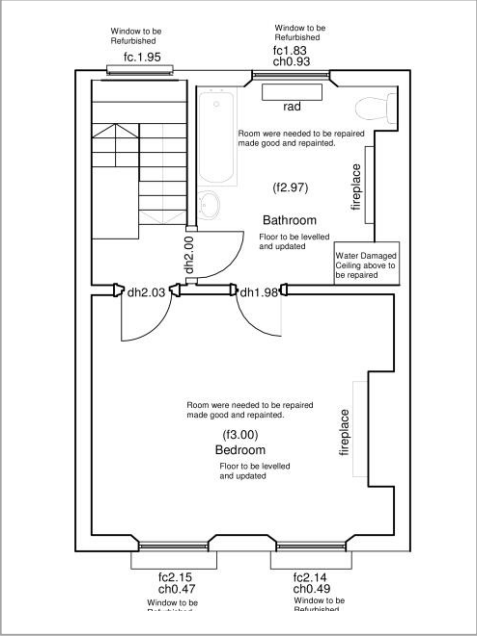 Window to be
Refurbished
fc.1.95
Window to be
Refurbished
fc1.83
ch0.93
rad
Room were needed to be repaired
made good and repainted.
(f2.97)
fireplace
Bathroom
Floor to be levelled
and updated
dh2.00
Water Damaged
Ceiling above to
be repaired
dh2.03
dh1.98
Room were needed to be repaired
made good and repainted.
(f3.00)
Bedroom
fireplace
Floor to be levelled
and updated
fc2.15
ch0.47
Window to be
fc2.14
ch0.49
Window to be
Refurbished